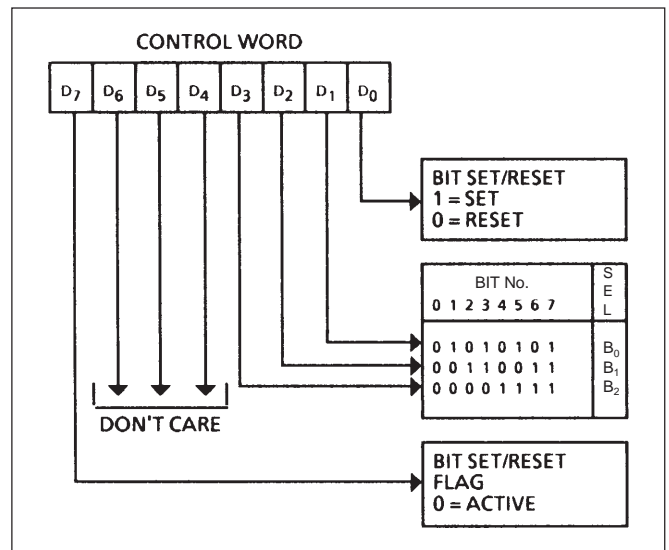 CONTROL WORD
D7 D6 D5 D4 D3 D2 D1 D0
BIT SET/RESET
1 = SET
0 = RESET
BIT No.
0 1 2 3 4 5 6 7
S
E
L
0 1 0 1 0 1 0 1 B0
0 0 1 1 0 0 1 1 B1
0 0 0 0 1 1 1 1 B2
DON'T CARE
BIT SET/RESET
FLAG
0 = ACTIVE